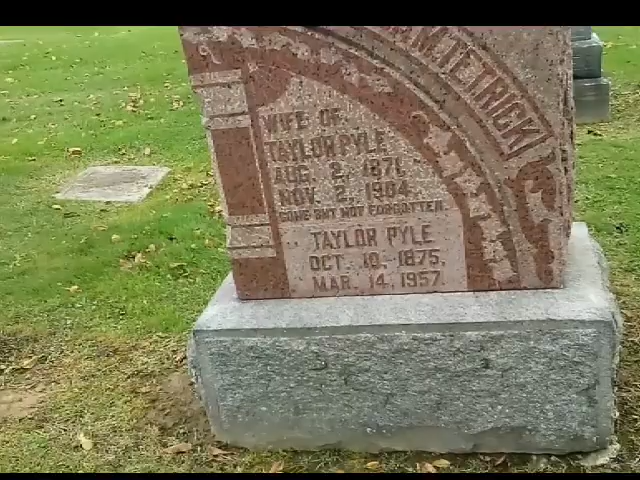 WIFE OF
TAYLOR PYLE
AUG. 2, 1871.
NOV. 2, 1904.
GONE BUT NOT FORGOTTEN.
TAYLOR PYLE
OCT. 10, 1875.
MAR. 14, 1957.